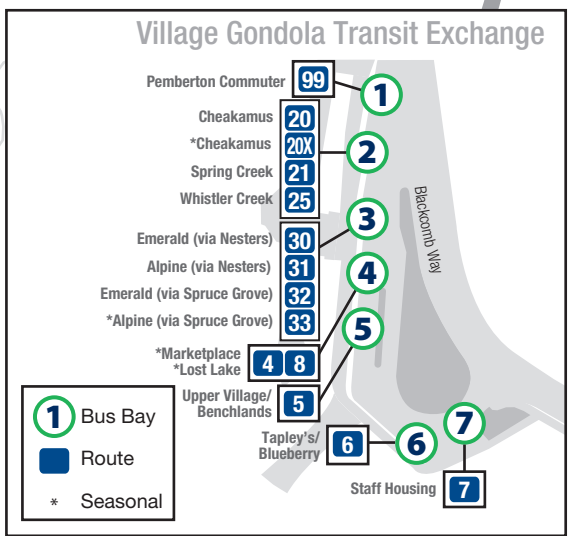 Village Gondola Transit Exchange
Pemberton Commuter 99 1
Cheakamus 20
*Cheakamus 20X 2
Spring Creek 21
Whistler Creek 25
Blackcomb Way
3
Emerald (via Nesters) 30
Alpine (via Nesters) 31
4
Emerald (via Spruce Grove) 32
*Alpine (via Spruce Grove) 33
5
*Marketplace
*Lost Lake 4 8
Upper Village/
Benchlands 5
Tapley's/
Blueberry 6 6
7
Staff Housing 7
1 Bus Bay
Route
* Seasonal